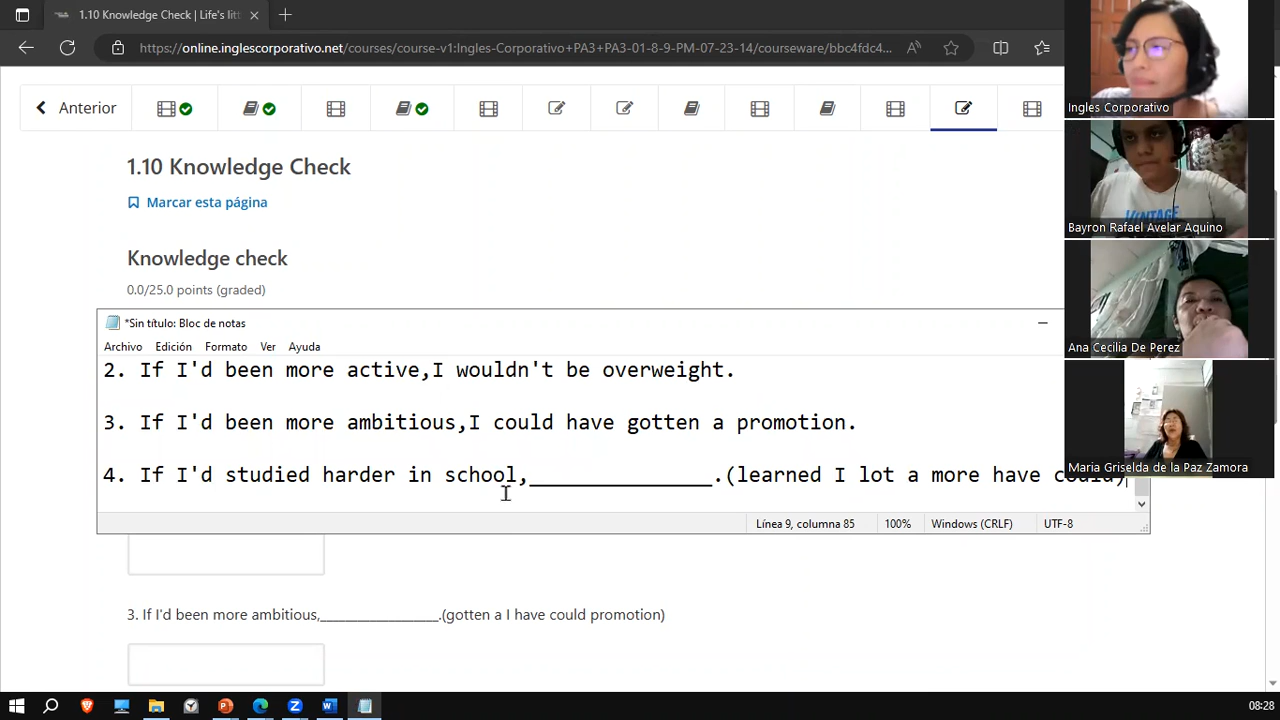 1.10 Knowledge Check | Life's litt
https://online.inglescorporativo.net/courses/course-v1:Ingles-Corporativo+PA3+PA3-01-8-9-PM-07-23-14/courseware/bbc4fdc4...
Anterior
1.10 Knowledge Check
Marcar esta página
Knowledge check
0.0/25.0 points (graded)
*Sin título: Bloc de notas
Archivo Edición Formato Ver Ayuda
2. If I'd been more active,I wouldn't be overweight.
3. If I'd been more ambitious,I could have gotten a promotion.
4. If I'd studied harder in school,_______________.(learned I lot a more have could)
Línea 9, columna 85 100% Windows (CRLF) UTF-8
3. If I'd been more ambitious,___________________.(gotten a I have could promotion)
Ingles Corporativo
VINTAGE
Bayron Rafael Avelar Aquino
Ana Cecilia De Perez
Maria Griselda de la Paz Zamora
08:28